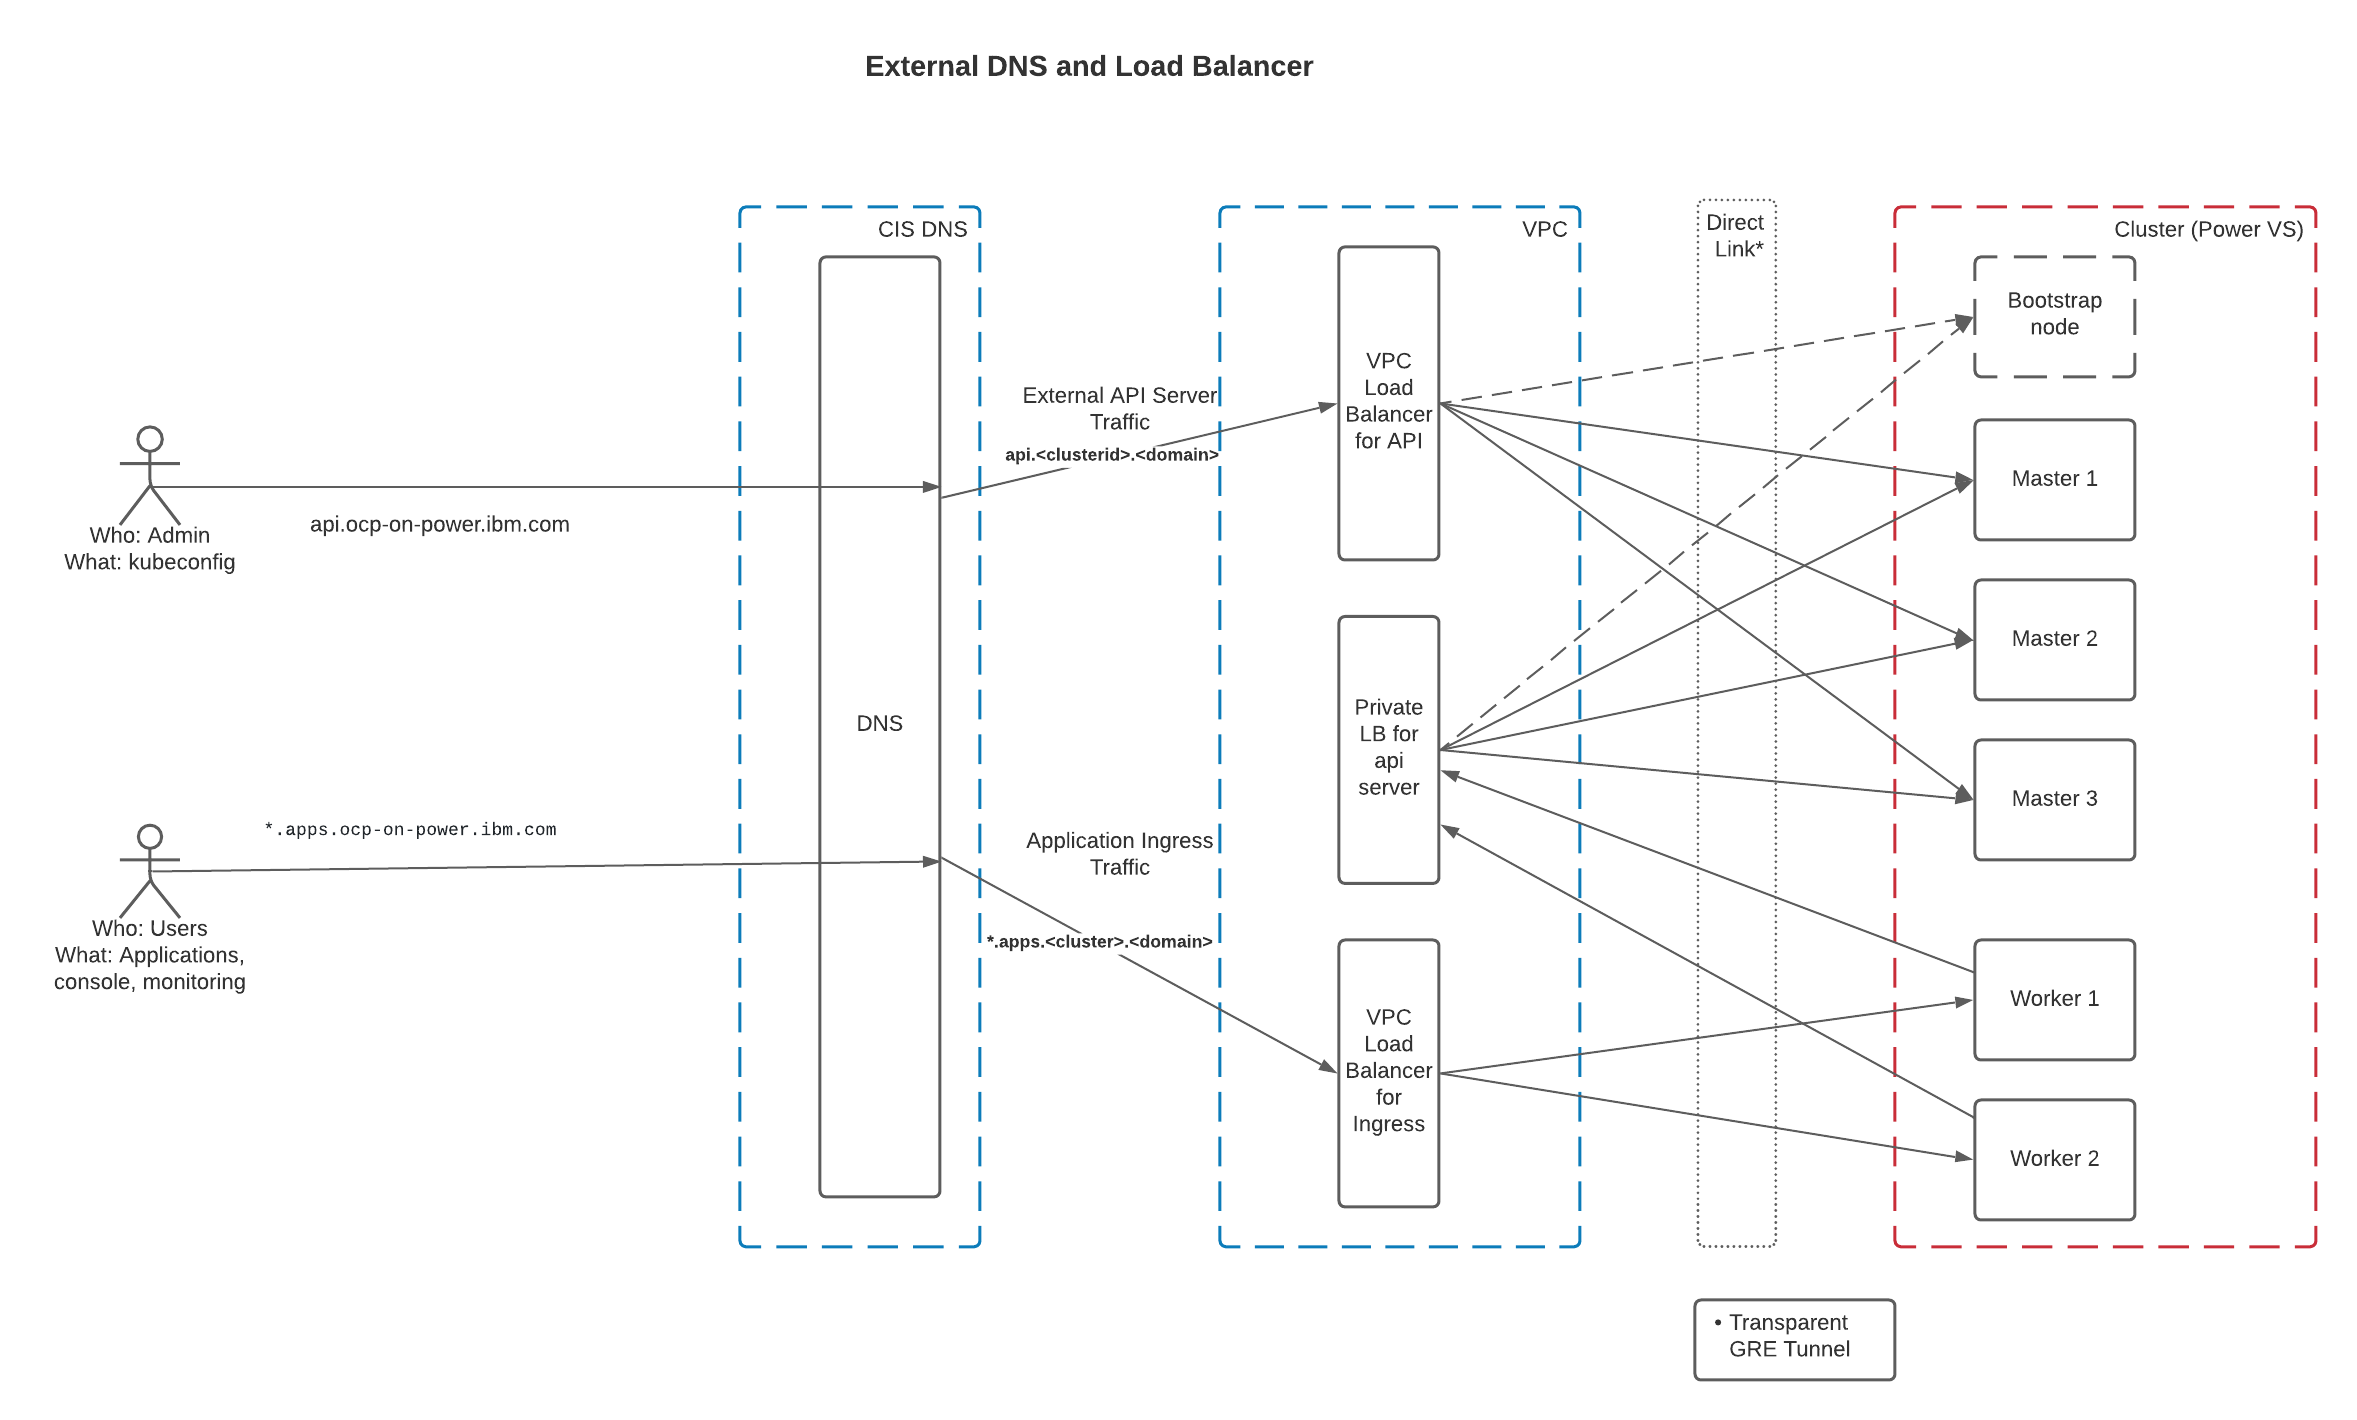 External DNS and Load Balancer
CIS DNS
VPC
Direct
Link*
Cluster (Power VS)
Bootstrap
node
VPC
Load
Balancer
for API
External API Server
Traffic
api.<clusterid>.<domain>
Master 1
api.ocp-on-power.ibm.com
Who: Admin
What: kubeconfig
Master 2
DNS
Private
LB for
api
server
Master 3
*.apps.ocp-on-power.ibm.com
Application Ingress
Traffic
Who: Users
What: Applications,
console, monitoring
*.apps.<cluster>.<domain>
Worker 1
VPC
Load
Balancer
for
Ingress
Worker 2
• Transparent
GRE Tunnel